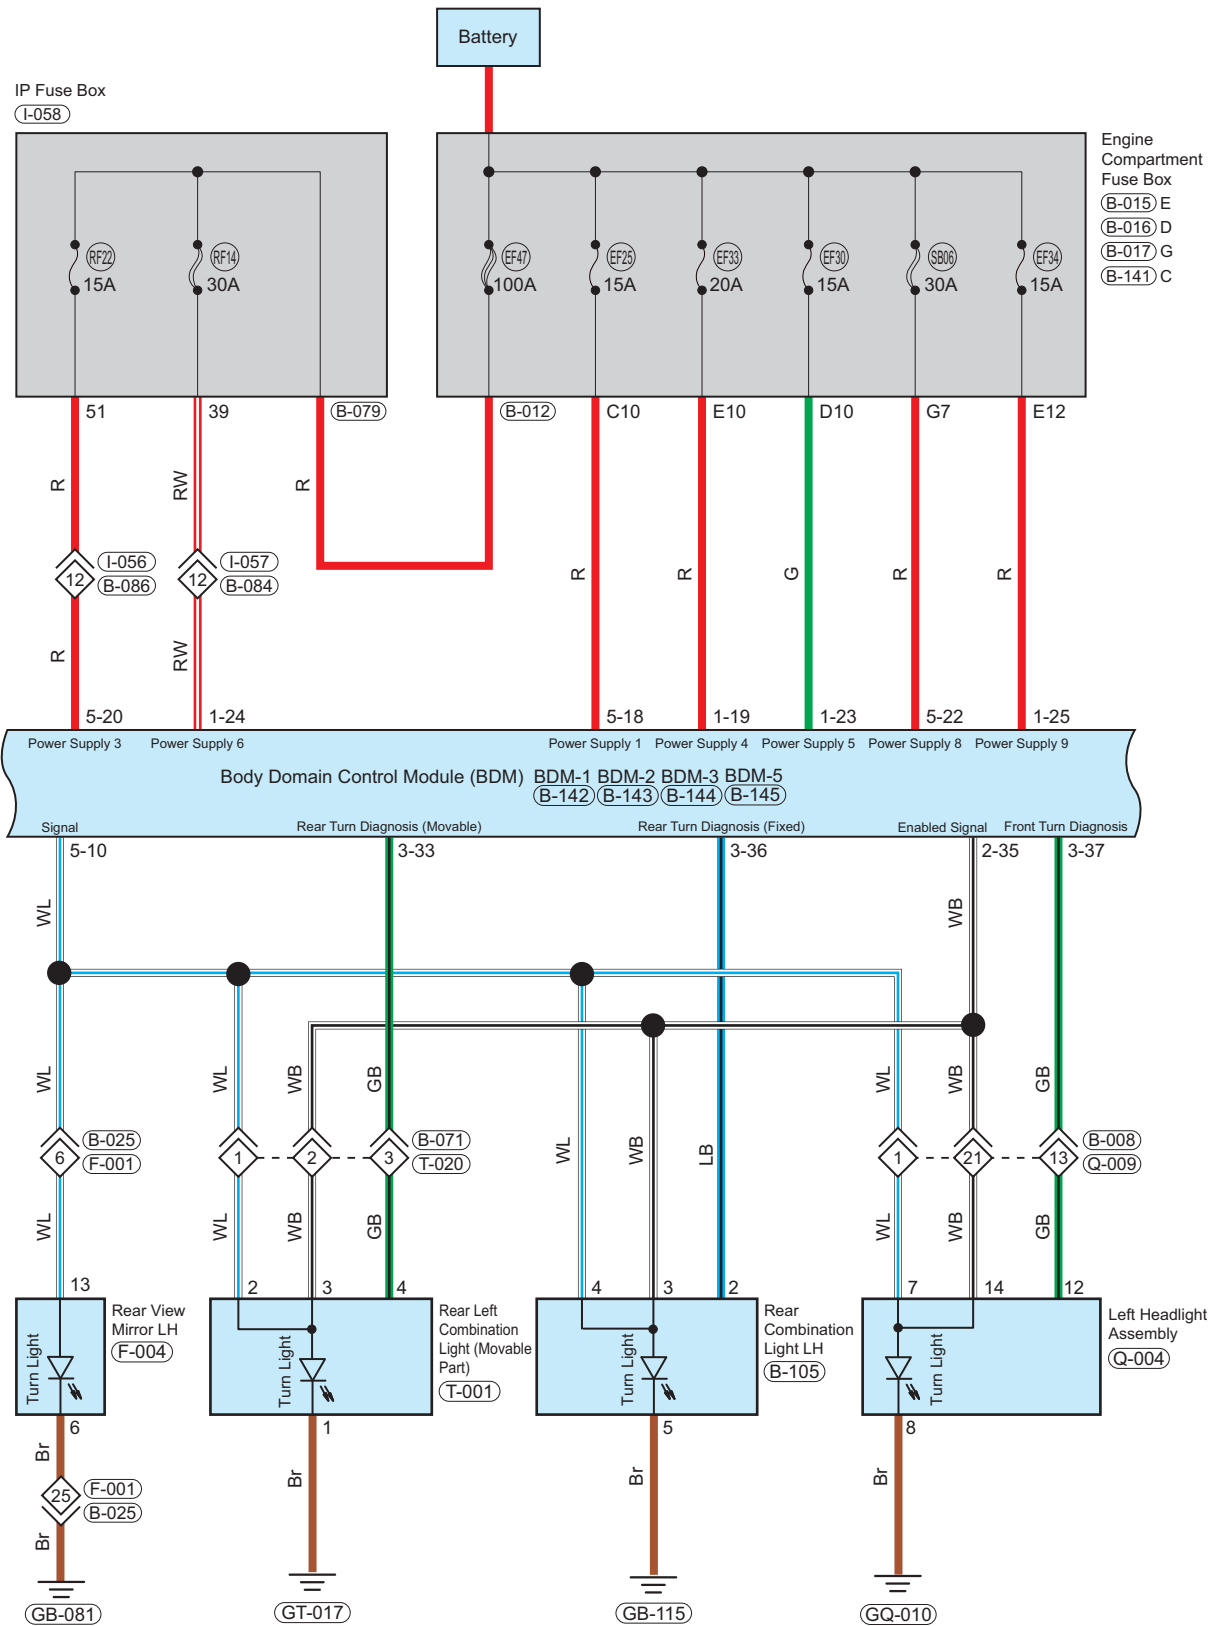 Battery
IP Fuse Box
I-058
Engine
Compartment
Fuse Box
B-015 E
B-016 D
B-017 G
B-141 C
RF22
15A
RF14
30A
EF47
100A
EF25
15A
EF33
20A
EF30
15A
SB06
30A
EF34
15A
51
39
B-079
B-012
C10
E10
D10
G7
E12
R
RW
R
I-056
12
B-086
I-057
12
B-084
R
R
G
R
R
R
RW
5-20
1-24
5-18
1-19
1-23
5-22
1-25
Power Supply 3
Power Supply 6
Power Supply 1
Power Supply 4
Power Supply 5
Power Supply 8
Power Supply 9
Body Domain Control Module (BDM)
BDM-1 BDM-2 BDM-3 BDM-5
B-142 B-143 B-144 B-145
Signal
Rear Turn Diagnosis (Movable)
Rear Turn Diagnosis (Fixed)
Enabled Signal
Front Turn Diagnosis
5-10
3-33
3-36
2-35
3-37
WL
WB
WL
WL
WB
GB
WL
WB
GB
B-025
6
F-001
1
2
3
B-071
T-020
WL
WB
LB
1
21
13
B-008
Q-009
WL
WL
WB
GB
WL
WB
GB
13
2
3
4
4
3
2
7
14
12
Turn Light
Rear View
Mirror LH
F-004
Turn Light
Rear Left
Combination
Light (Movable
Part)
T-001
Turn Light
Rear
Combination
Light LH
B-105
Turn Light
Left Headlight
Assembly
Q-004
6
1
5
8
Br
Br
Br
Br
25
F-001
B-025
Br
GB-081
GT-017
GB-115
GQ-010